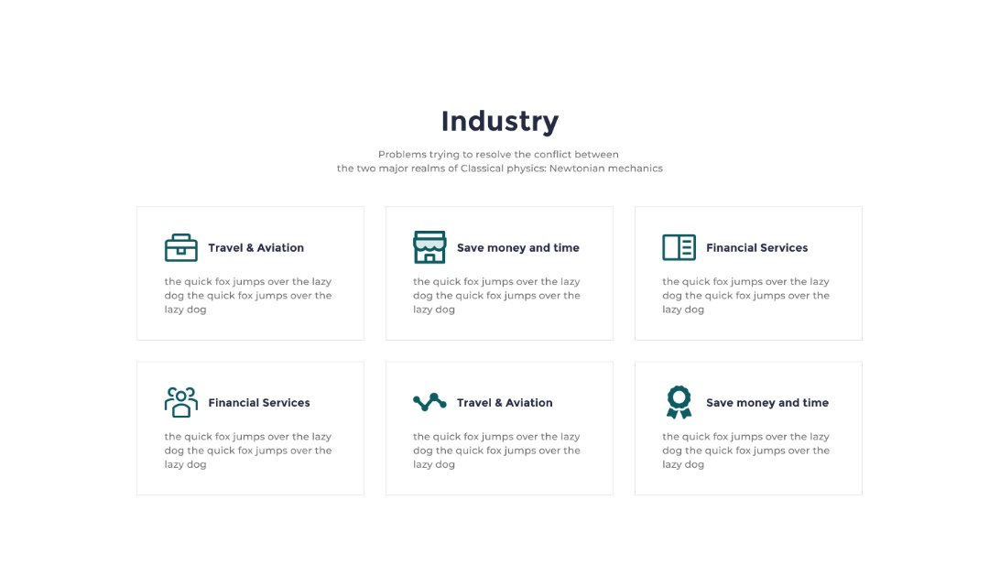 Industry
Problems trying to resolve the conflict between
the two major realms of Classical physics: Newtonian mechanics
Travel & Aviation
the quick fox jumps over the lazy
dog the quick fox jumps over the
lazy dog
Save money and time
the quick fox jumps over the lazy
dog the quick fox jumps over the
lazy dog
Financial Services
the quick fox jumps over the lazy
dog the quick fox jumps over the
lazy dog
Financial Services
the quick fox jumps over the lazy
dog the quick fox jumps over the
lazy dog
Travel & Aviation
the quick fox jumps over the lazy
dog the quick fox jumps over the
lazy dog
Save money and time
the quick fox jumps over the lazy
dog the quick fox jumps over the
lazy dog